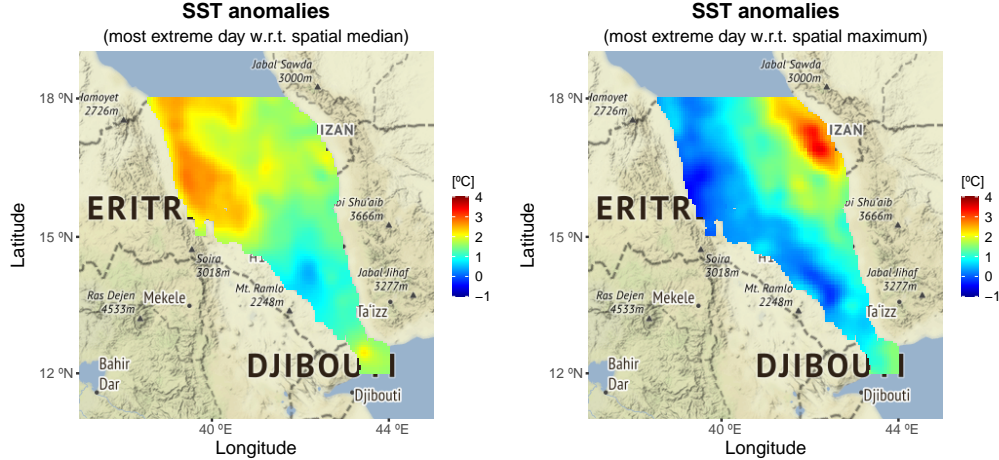 SST anomalies
(most extreme day w.r.t. spatial median)
Jabal Sawda
3000m
18 ºN
Hamoyet
2726m
JIZAN
[ºC]
4
3
2
1
0
−1
bi Shu'aib
3666m
ERITR
15 ºN
Soira
3018m
HI
Mt. Ramlo
2248m
Jabal Jihaf
3277m
Ras Dejen
4533m
Mekele
Ta'izz
12 ºN
Bahir
Dar
DJIBOUTI
Djibouti
40 ºE
44 ºE
Longitude
Latitude
SST anomalies
(most extreme day w.r.t. spatial maximum)
Jabal Sawda
3000m
18 ºN
Hamoyet
2726m
IZAN
[ºC]
4
3
2
1
0
−1
bi Shu'aib
3666m
ERITR
15 ºN
Soira
3018m
HI
Mt. Ramlo
2248m
Jabal Jihaf
3277m
Ras Dejen
4533m
Mekele
Ta'izz
12 ºN
Bahir
Dar
DJIBOUTI
Djibouti
40 ºE
44 ºE
Longitude
Latitude